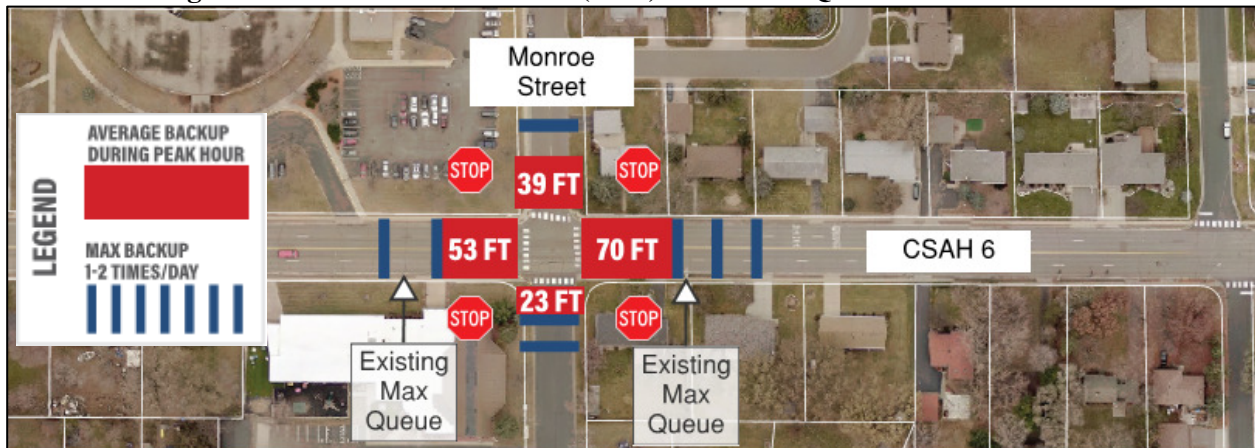 Monroe
Street
LEGEND
AVERAGE BACKUP
DURING PEAK HOUR
MAX BACKUP
1-2 TIMES/DAY
STOP
STOP
39 FT
53 FT
70 FT
CSAH 6
23 FT
STOP
STOP
Existing
Max
Queue
Existing
Max
Queue